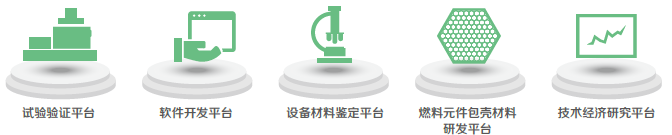 试验验证平台
软件开发平台
设备材料鉴定平台
燃料元件包壳材料
研发平台
技术经济研究平台